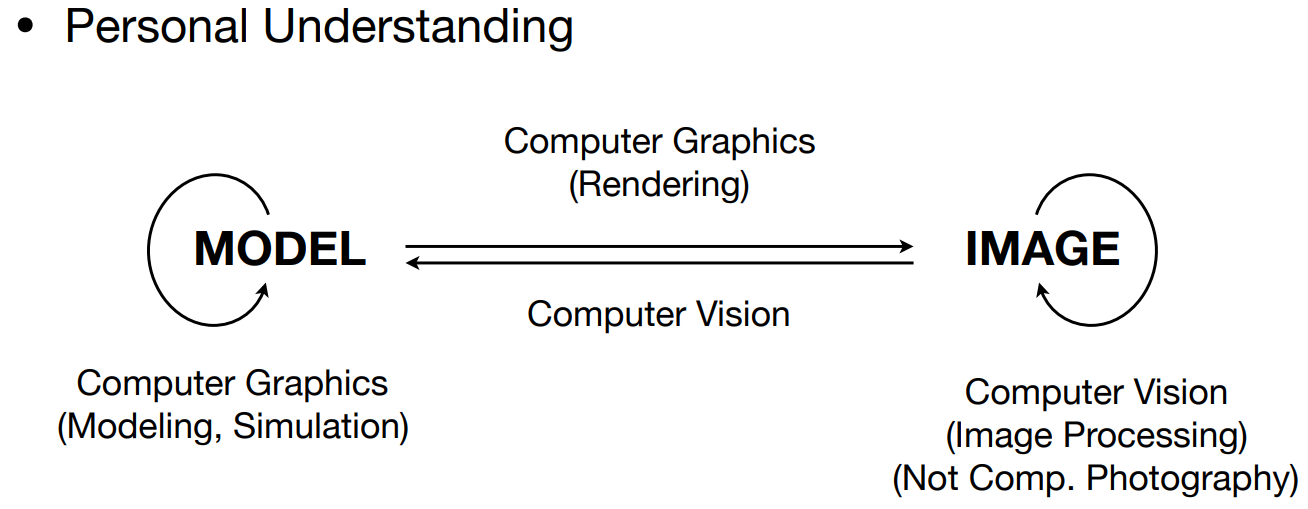 • Personal Understanding
Computer Graphics
(Rendering)
MODEL
IMAGE
Computer Vision
Computer Graphics
(Modeling, Simulation)
Computer Vision
(Image Processing)
(Not Comp. Photography)